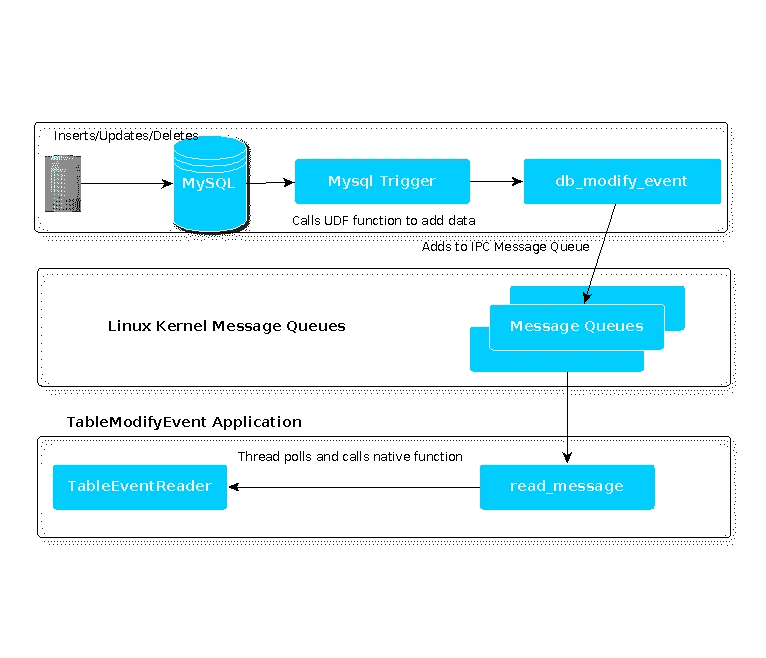 Inserts/Updates/Deletes
MySQL
Mysql Trigger
db_modify_event
Calls UDF function to add data
Adds to IPC Message Queue
Linux Kernel Message Queues
Message Queues
TableModifyEvent Application
Thread polls and calls native function
TableEventReader
read_message